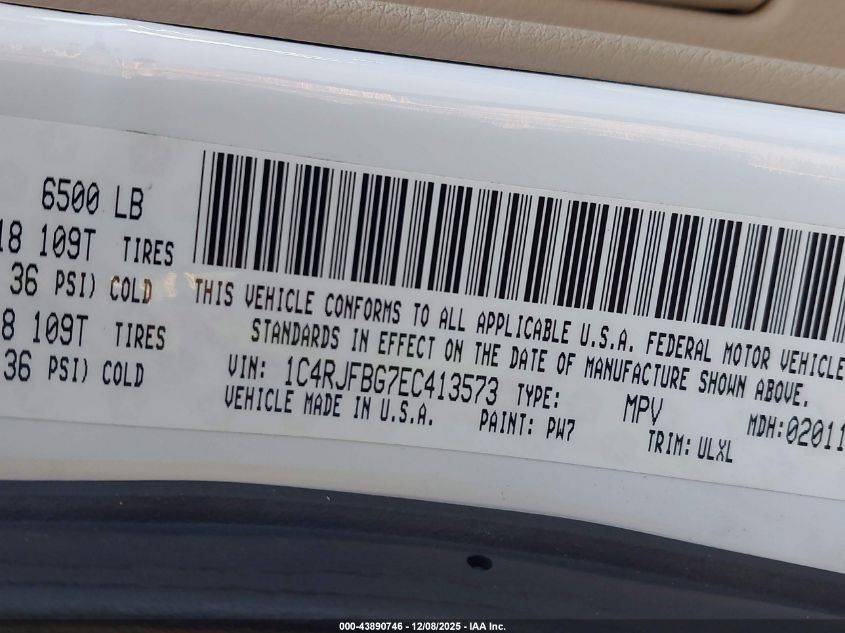 6500 LB
18 109T TIRES
36 PSI) COLD
8 109T TIRES
36 PSI) COLD
THIS VEHICLE CONFORMS TO ALL APPLICABLE U.S.A. FEDERAL MOTOR VEHICLE
STANDARDS IN EFFECT ON THE DATE OF MANUFACTURE SHOWN ABOVE.
VIN: 1C4RJFBG7EC413573 TYPE: MPV MDH:02011
VEHICLE MADE IN U.S.A. PAINT: PW7 TRIM: ULXL
000-43890746 - 12/08/2025 - IAA Inc.